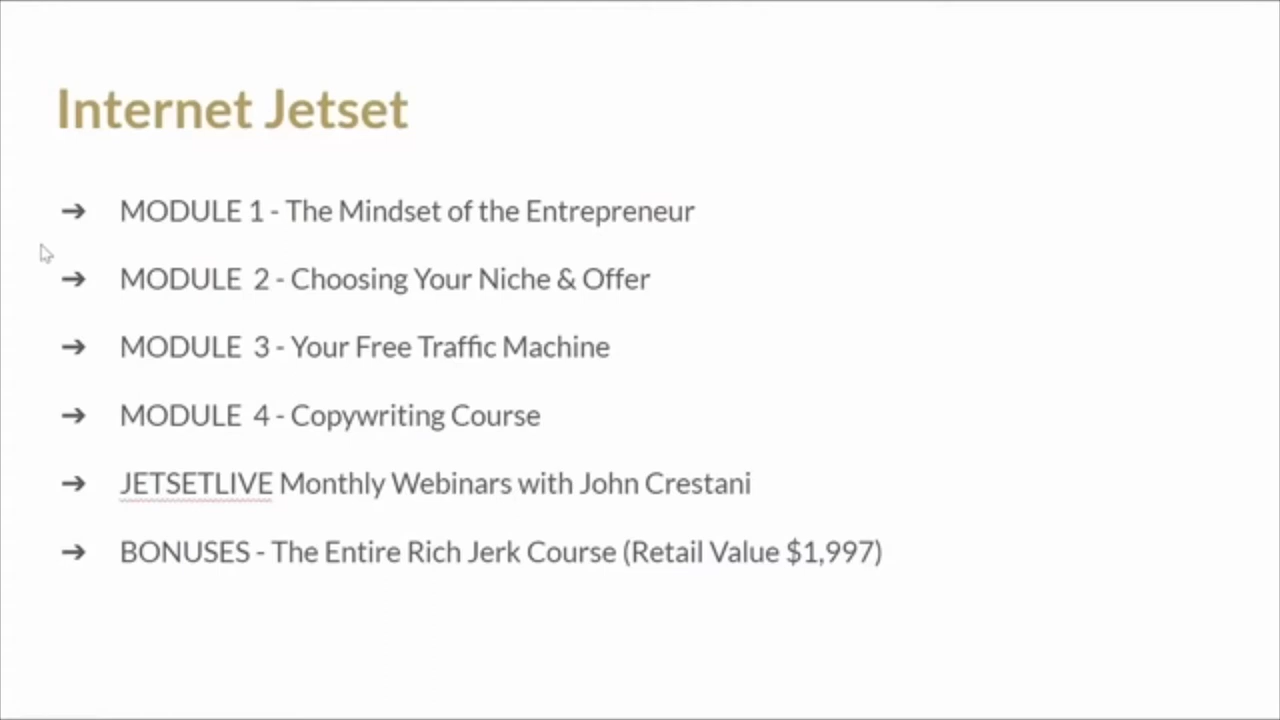 Internet Jetset
➔ MODULE 1 - The Mindset of the Entrepreneur
➔ MODULE 2 - Choosing Your Niche & Offer
➔ MODULE 3 - Your Free Traffic Machine
➔ MODULE 4 - Copywriting Course
➔ JETSETLIVE Monthly Webinars with John Crestani
➔ BONUSES - The Entire Rich Jerk Course (Retail Value $1,997)